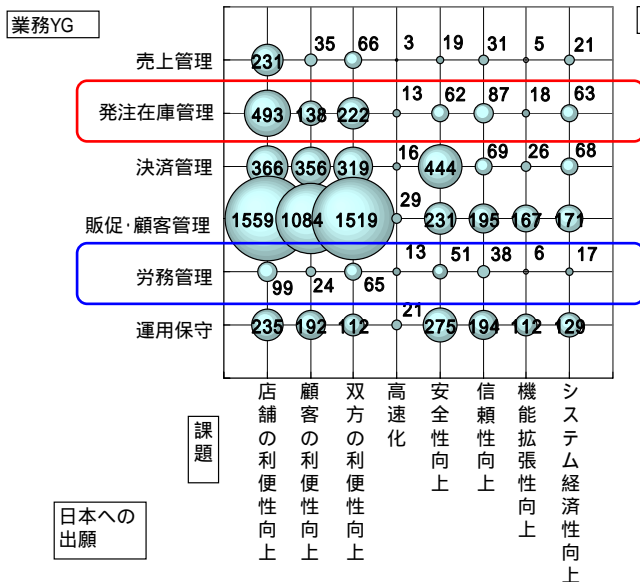 業務YG
売上管理 231 35 66 3 19 31 5 21
発注在庫管理 493 138 222 13 62 87 18 63
決済管理 366 356 319 16 444 69 26 68
販促・顧客管理 1559 1084 1519 29 231 195 167 171
労務管理 99 24 65 13 51 38 6 17
運用保守 235 192 112 21 275 194 112 129
課題
店舗の利便性向上
顧客の利便性向上
双方の利便性向上
高速化
安全性向上
信頼性向上
機能拡張性向上
システム経済性向上
日本への
出願